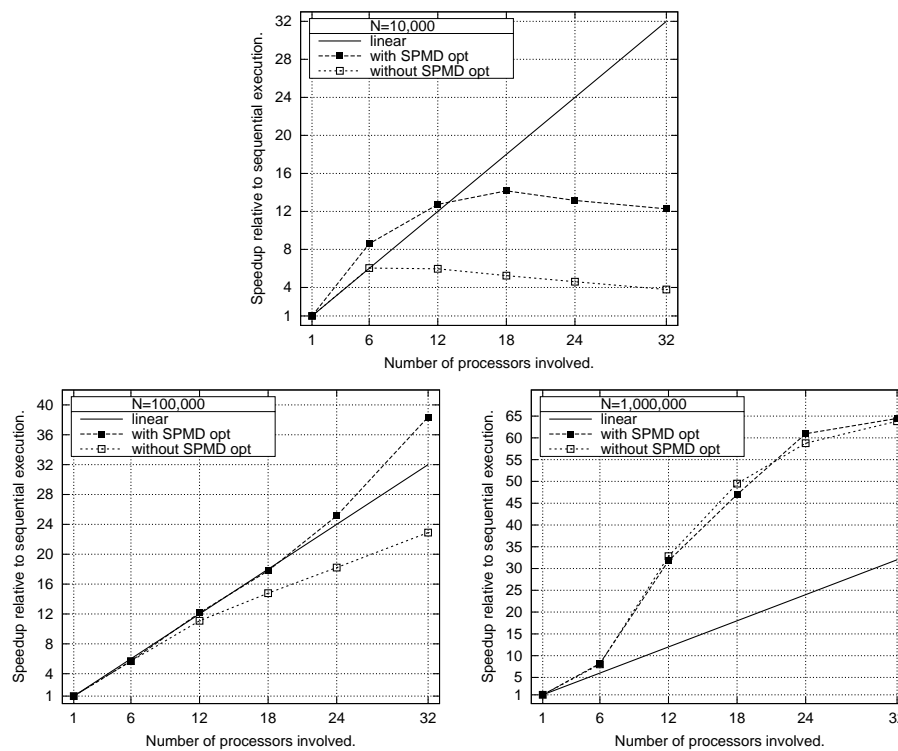 N=10,000
linear
with SPMD opt
without SPMD opt
Speedup relative to sequential execution.
32
28
24
20
16
12
8
4
1
1 6 12 18 24 32
Number of processors involved.
N=100,000
linear
with SPMD opt
without SPMD opt
Speedup relative to sequential execution.
40
36
32
28
24
20
16
12
8
4
1
1 6 12 18 24 32
Number of processors involved.
N=1,000,000
linear
with SPMD opt
without SPMD opt
Speedup relative to sequential execution.
65
60
55
50
45
40
35
30
25
20
15
10
5
1
1 6 12 18 24 32
Number of processors involved.